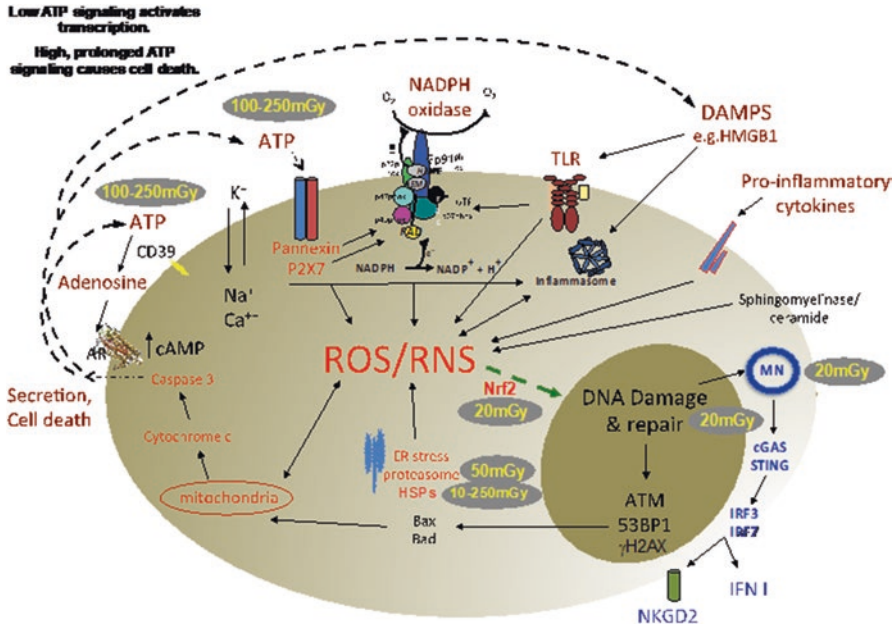 Low ATP signaling activates
transcription.
High, prolonged ATP
signaling causes cell death.
100-250mGy
ATP
NADPH
oxidase
O₂
O₂
DAMPS
e.g.HMGB1
TLR
Pro-inflammatory
cytokines
100-250mGy
ATP
CD39
K⁺
Pannexin
P2X7
NADPH
NADP⁺ + H⁺
Inflammasome
Adenosine
Na⁺
Ca⁺⁺
Sphingomyelinase/
ceramide
AR
cAMP
Caspase 3
Secretion,
Cell death
ROS/RNS
Nrf2
20mGy
DNA Damage
& repair
20mGy
MN
20mGy
cGAS
STING
Cytochrome c
ER stress
proteasome
HSPs
50mGy
10-250mGy
mitochondria
ATM
53BP1
γH2AX
Bax
Bad
IRF3
IRF7
NKGD2
IFN I